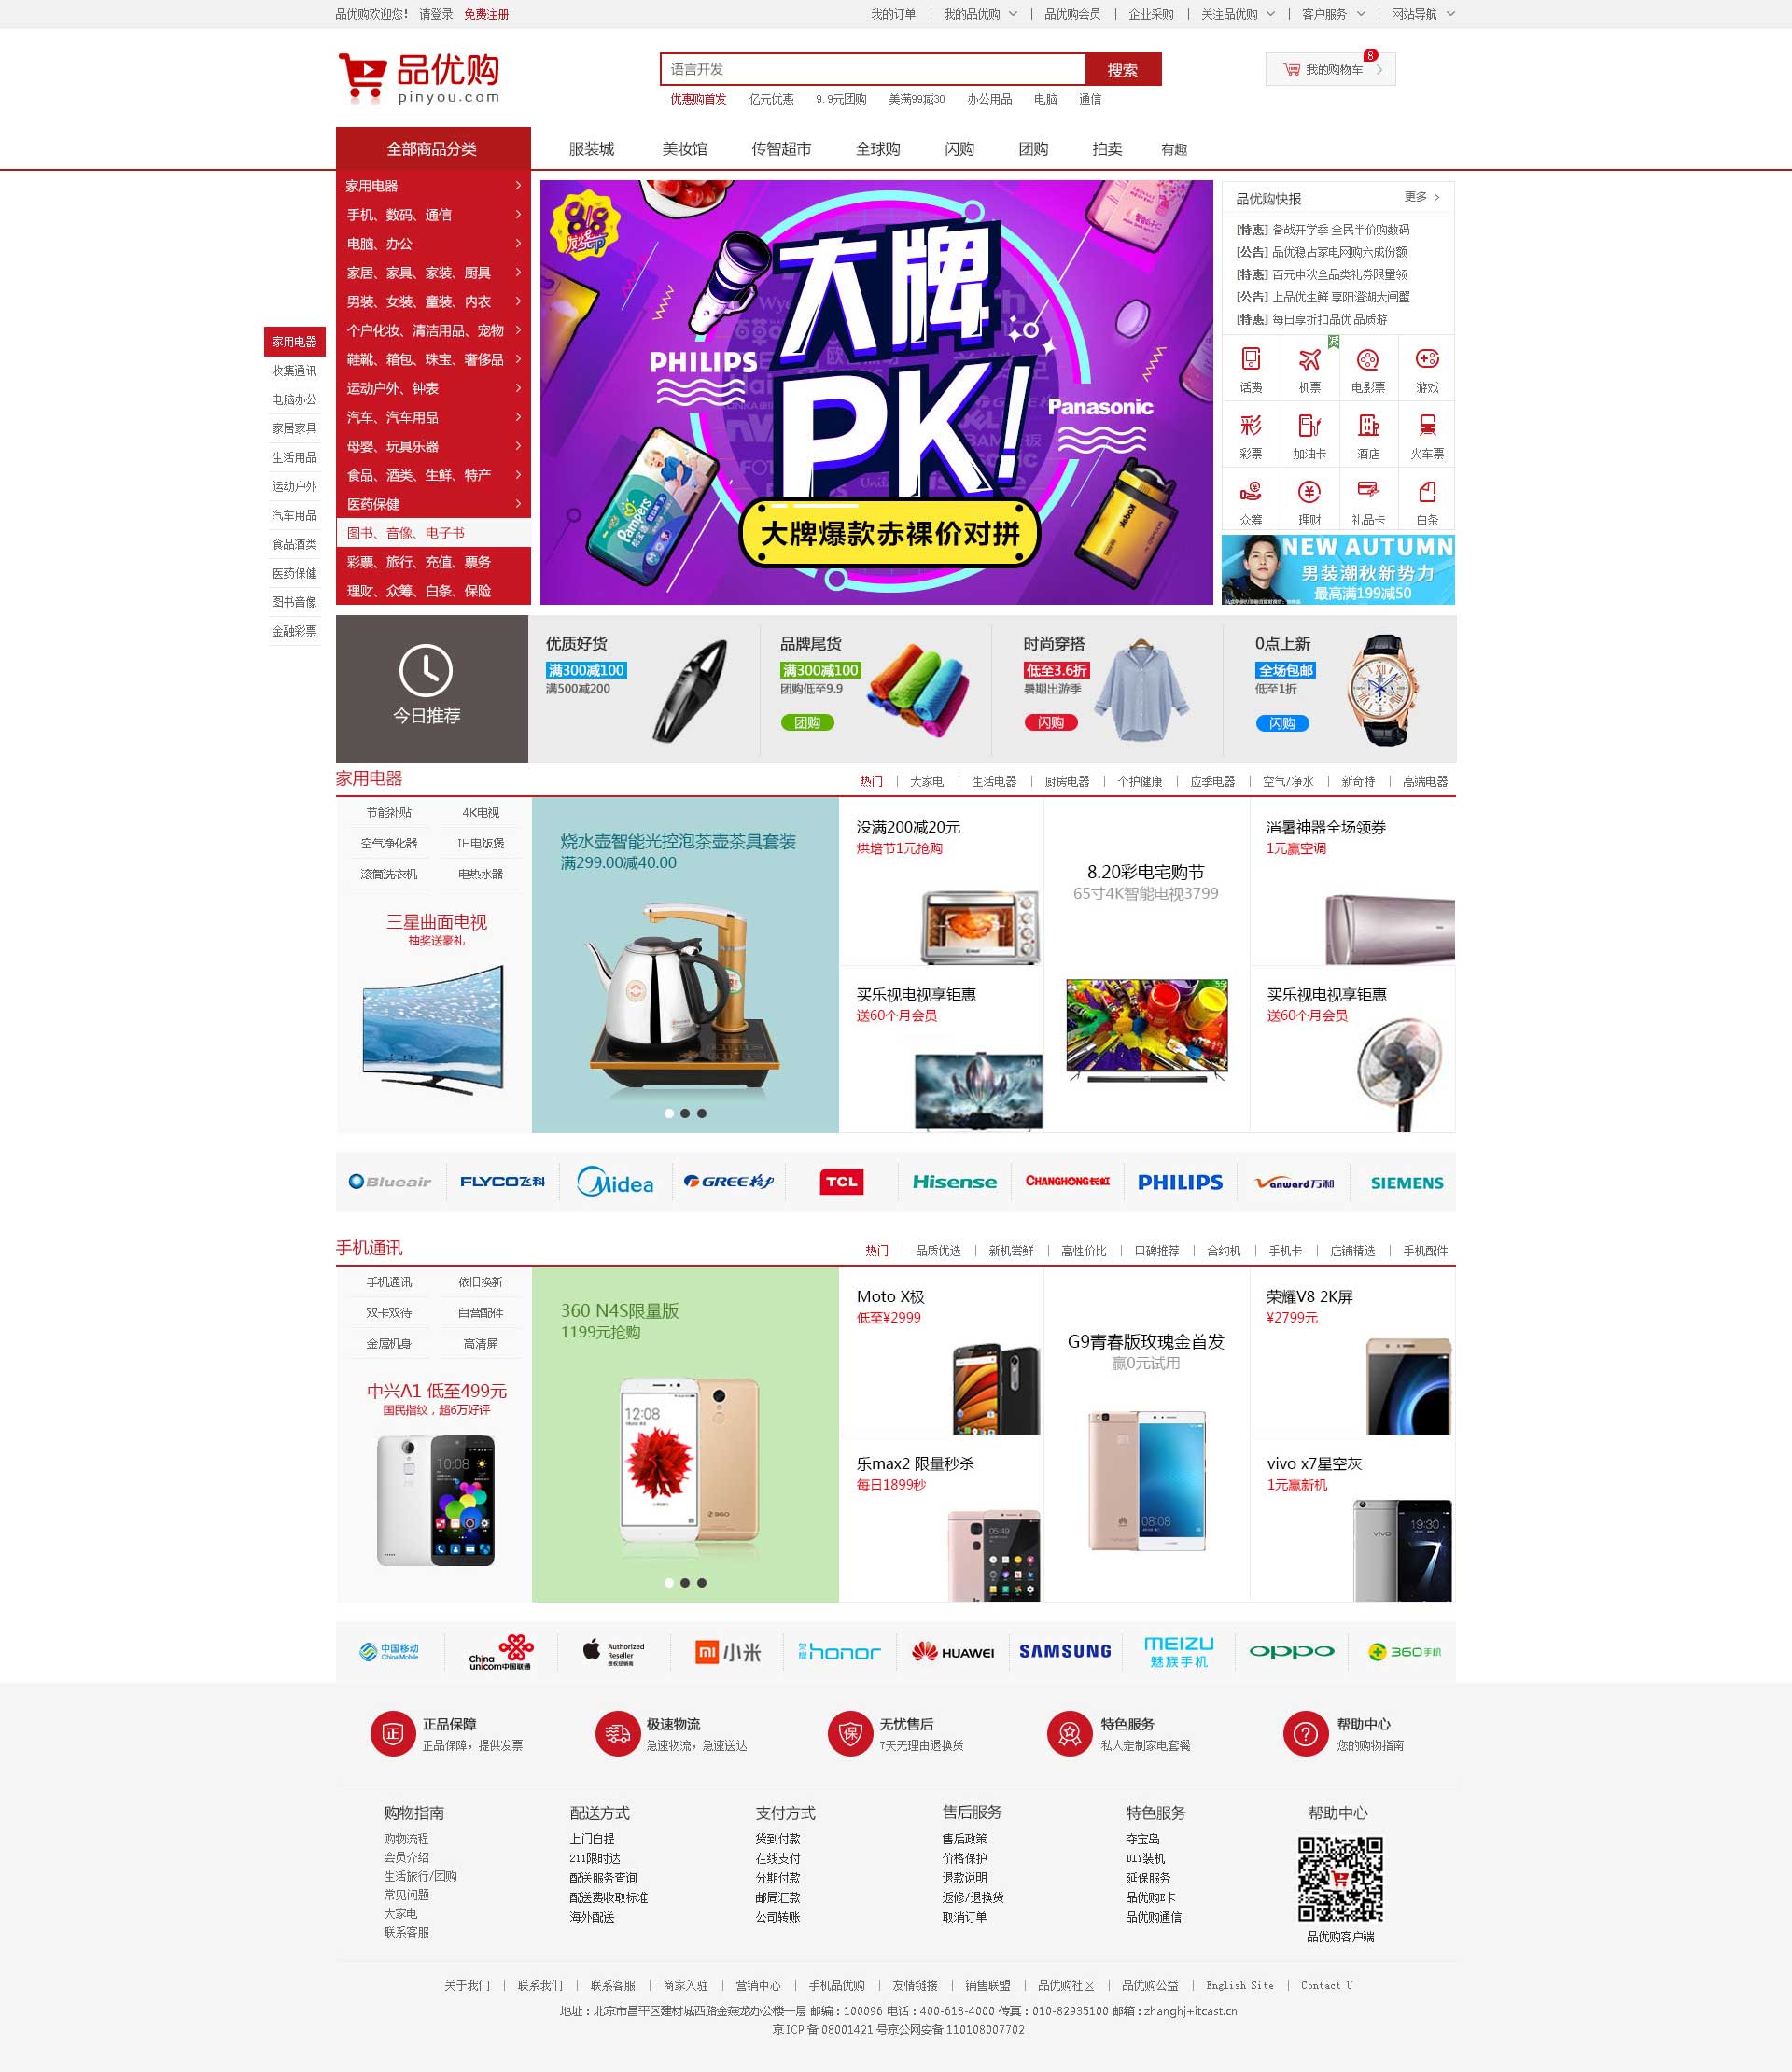 品优购欢迎您! 请登录 免费注册
我的订单 | 我的品优购 | 品优购会员 | 企业采购 | 关注品优购 | 客户服务 | 网站导航
品优购
pinyou.com
语言开发
搜索
我的购物车
8
优惠购首发 亿元优惠 9.9元团购 美满99减30 办公用品 电脑 通信
全部商品分类
服装城 美妆馆 传智超市 全球购 闪购 团购 拍卖 有趣
家用电器
手机、数码、通信
电脑、办公
家居、家具、家装、厨具
男装、女装、童装、内衣
个户化妆、清洁用品、宠物
鞋靴、箱包、珠宝、奢侈品
运动户外、钟表
汽车、汽车用品
母婴、玩具乐器
食品、酒类、生鲜、特产
医药保健
图书、音像、电子书
彩票、旅行、充值、票务
理财、众筹、白条、保险
家用电器
收集通讯
电脑办公
家居家具
生活用品
运动户外
汽车用品
食品酒类
医药保健
图书音像
金融彩票
大牌
PK!
PHILIPS
Panasonic
Pampers
大牌爆款赤裸价对拼
品优购快报
更多 >
[特惠] 备战开学季 全民半价购数码
[公告] 品优稳占家电网购六成份额
[特惠] 百元中秋全品类礼券限量领
[公告] 上品优生鲜 享阳澄湖大闸蟹
[特惠] 每日享折扣品优品质游
减
话费 机票 电影票 游戏
彩票 加油卡 酒店 火车票
众筹 理财 礼品卡 白条
NEW AUTUMN
男装潮秋新势力
最高满199减50
今日推荐
优质好货
满300减100
满500减200
品牌尾货
满300减100
团购低至9.9
团购
时尚穿搭
低至3.6折
暑期出游季
闪购
0点上新
全场包邮
低至1折
闪购
家用电器
热门 | 大家电 | 生活电器 | 厨房电器 | 个护健康 | 应季电器 | 空气/净水 | 新奇特 | 高端电器
节能补贴 4K电视
空气净化器 IH电饭煲
滚筒洗衣机 电热水器
三星曲面电视
抽奖送豪礼
烧水壶智能光控泡茶壶茶具套装
满299.00减40.00
没满200减20元
烘培节1元抢购
8.20彩电宅购节
65寸4K智能电视3799
消暑神器全场领券
1元赢空调
买乐视电视享钜惠
送60个月会员
40"
买乐视电视享钜惠
送60个月会员
Blueair FLYCO飞科 Midea GREE格力 TCL Hisense CHANGHONG长虹 PHILIPS Vanward万和 SIEMENS
手机通讯
热门 | 品质优选 | 新机尝鲜 | 高性价比 | 口碑推荐 | 合约机 | 手机卡 | 店铺精选 | 手机配件
手机通讯 依旧换新
双卡双待 自营配件
金属机身 高清屏
中兴A1 低至499元
国民指纹，超6万好评
10:08
360 N4S限量版
1199元抢购
12:08
360
Moto X极
低至¥2999
G9青春版玫瑰金首发
赢0元试用
08:08
荣耀V8 2K屏
¥2799元
乐max2 限量秒杀
每日1899秒
05:49
vivo x7星空灰
1元赢新机
vivo
19:30
中国移动 China Mobile
China unicom中国联通
Authorized Reseller 授权经销商
mi 小米
荣耀 honor
HUAWEI
SAMSUNG
MEIZU 魅族手机
oppo
360手机
正 正品保障
正品保障，提供发票
极速物流
急速物流，急速送达
保 无忧售后
7天无理由退换货
特色服务
私人定制家电套餐
? 帮助中心
您的购物指南
购物指南
购物流程
会员介绍
生活旅行/团购
常见问题
大家电
联系客服
配送方式
上门自提
211限时达
配送服务查询
配送费收取标准
海外配送
支付方式
货到付款
在线支付
分期付款
邮局汇款
公司转账
售后服务
售后政策
价格保护
退款说明
返修/退换货
取消订单
特色服务
夺宝岛
DIY装机
延保服务
品优购E卡
品优购通信
帮助中心
品优购客户端
关于我们 | 联系我们 | 联系客服 | 商家入驻 | 营销中心 | 手机品优购 | 友情链接 | 销售联盟 | 品优购社区 | 品优购公益 | English Site | Contact U
地址：北京市昌平区建材城西路金燕龙办公楼一层 邮编：100096 电话：400-618-4000 传真：010-82935100 邮箱：zhanghj+itcast.cn
京ICP备08001421号京公网安备110108007702